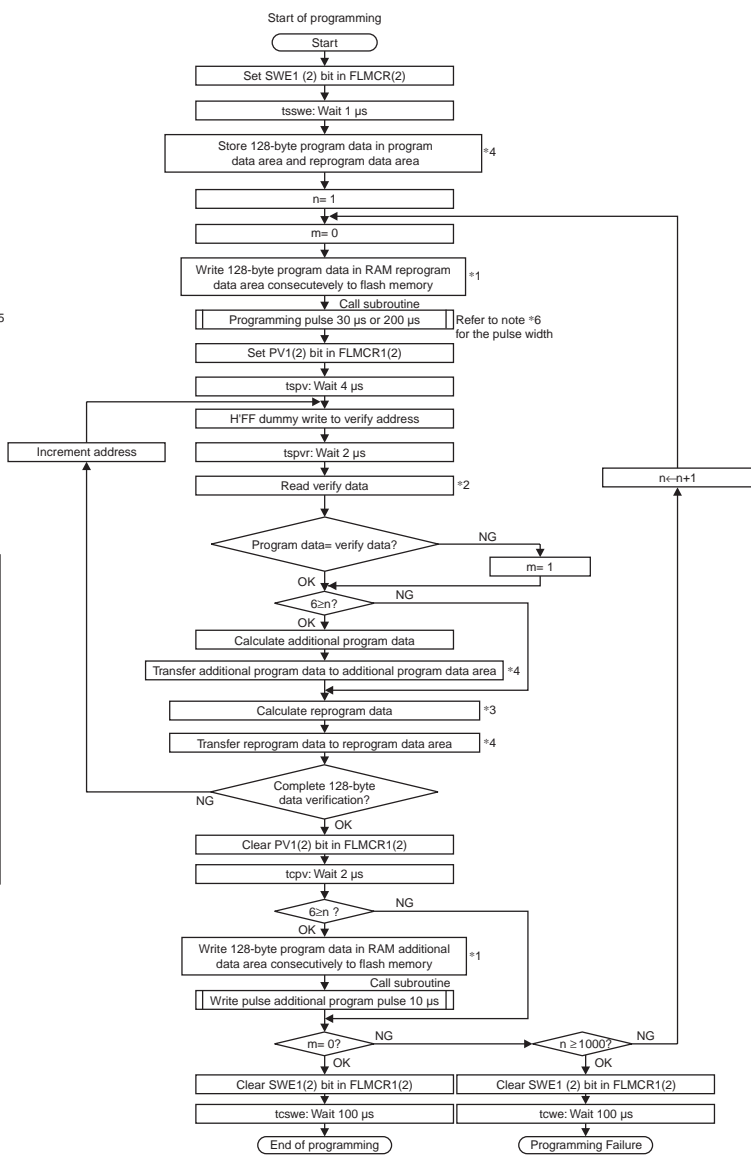 Start of programming
Start
Set SWE1 (2) bit in FLMCR(2)
tsswe: Wait 1 µs
Store 128-byte program data in program
data area and reprogram data area
*4
n= 1
m= 0
Write 128-byte program data in RAM reprogram
data area consecutevely to flash memory
*1
Call subroutine
Programming pulse 30 µs or 200 µs
Refer to note *6
for the pulse width
5
Set PV1(2) bit in FLMCR1(2)
tspv: Wait 4 µs
H'FF dummy write to verify address
Increment address
tspvr: Wait 2 µs
Read verify data
*2
n←n+1
Program data= verify data?
NG
m= 1
OK
6≥n?
NG
OK
Calculate additional program data
Transfer additional program data to additional program data area
*4
Calculate reprogram data
*3
Transfer reprogram data to reprogram data area
*4
Complete 128-byte
data verification?
NG
OK
Clear PV1(2) bit in FLMCR1(2)
tcpv: Wait 2 µs
6≥n ?
NG
OK
Write 128-byte program data in RAM additional
data area consecutively to flash memory
*1
Call subroutine
Write pulse additional program pulse 10 µs
m= 0?
NG
n ≥1000?
NG
OK
OK
Clear SWE1(2) bit in FLMCR1(2)
Clear SWE1 (2) bit in FLMCR1(2)
tcswe: Wait 100 µs
tcwe: Wait 100 µs
End of programming
Programming Failure